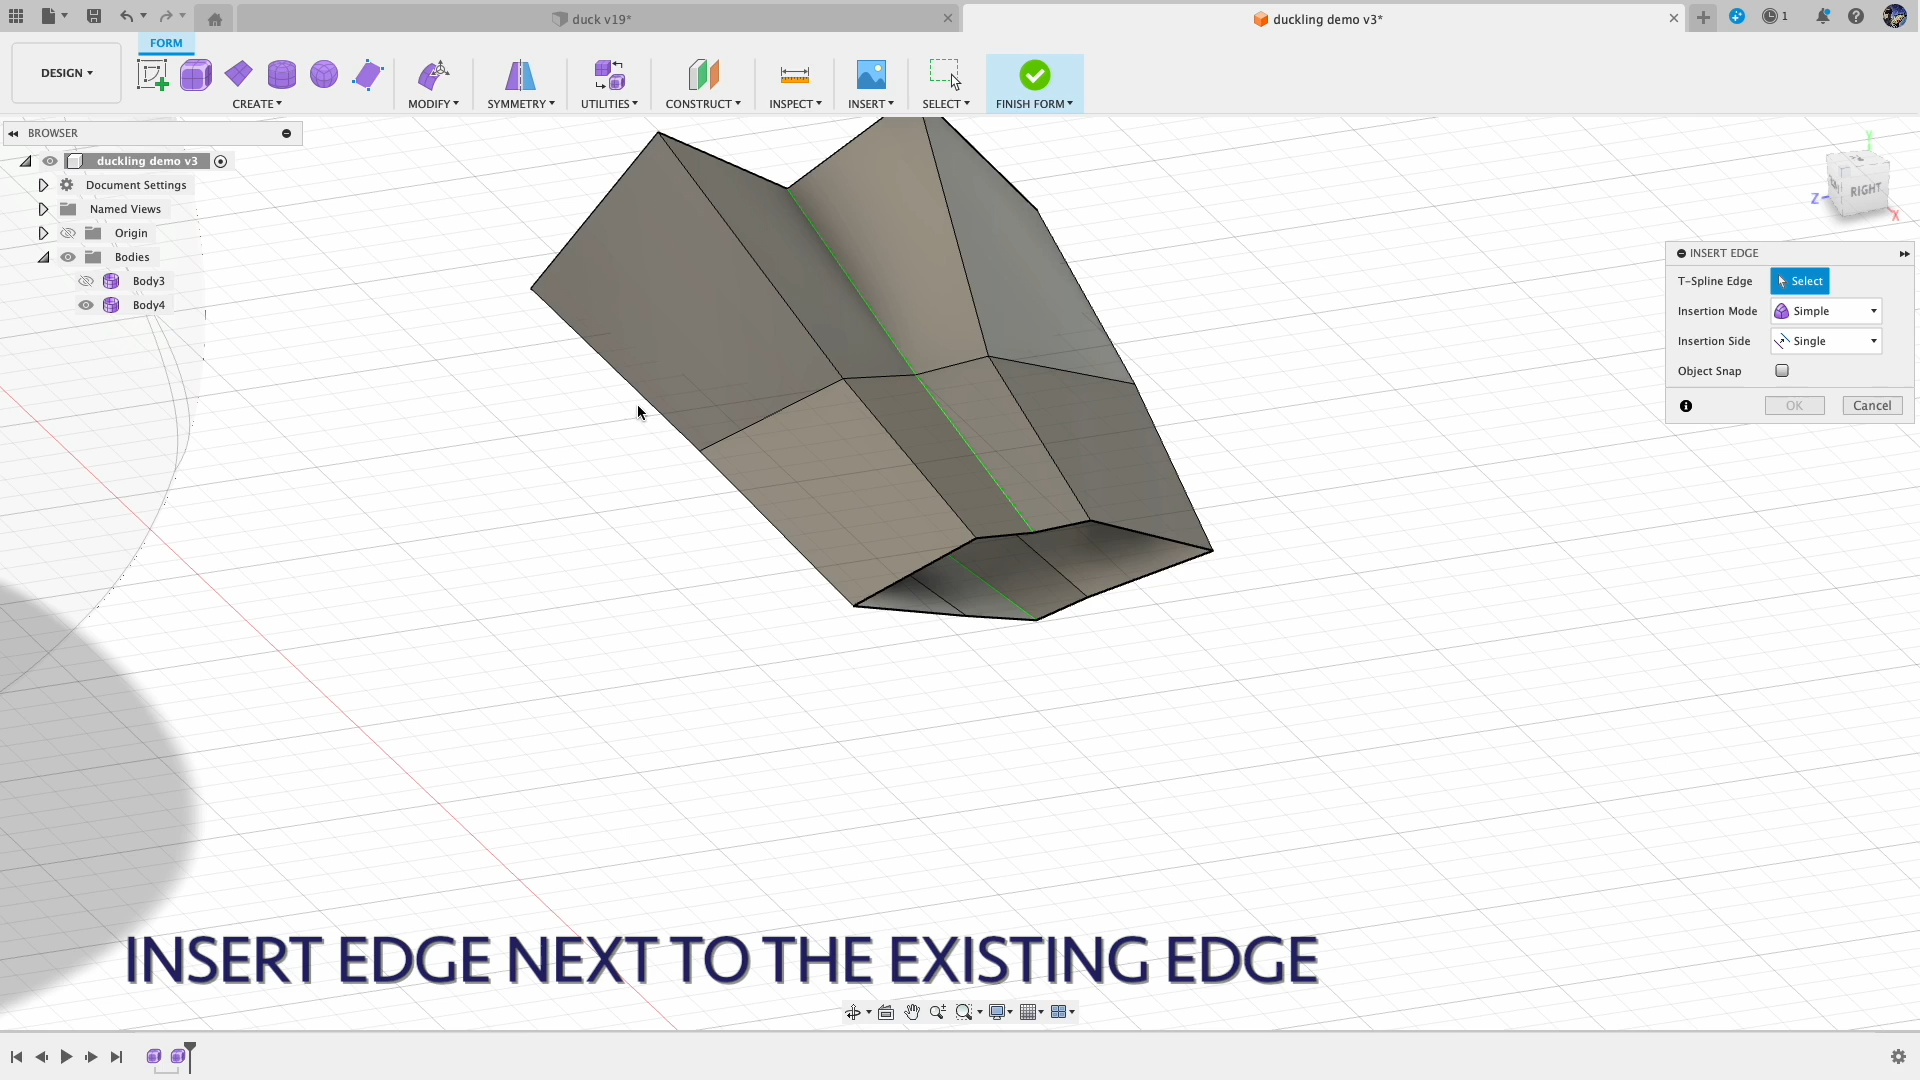 duck v19*
duckling demo v3*
1
FORM
DESIGN
CREATE
MODIFY
SYMMETRY
UTILITIES
CONSTRUCT
INSPECT
INSERT
SELECT
FINISH FORM
BROWSER
duckling demo v3
Document Settings
Named Views
Origin
Bodies
Body3
Body4
Y
RIGHT
Z
X
INSERT EDGE
T-Spline Edge Select
Insertion Mode Simple
Insertion Side Single
Object Snap
OK Cancel
INSERT EDGE NEXT TO THE EXISTING EDGE